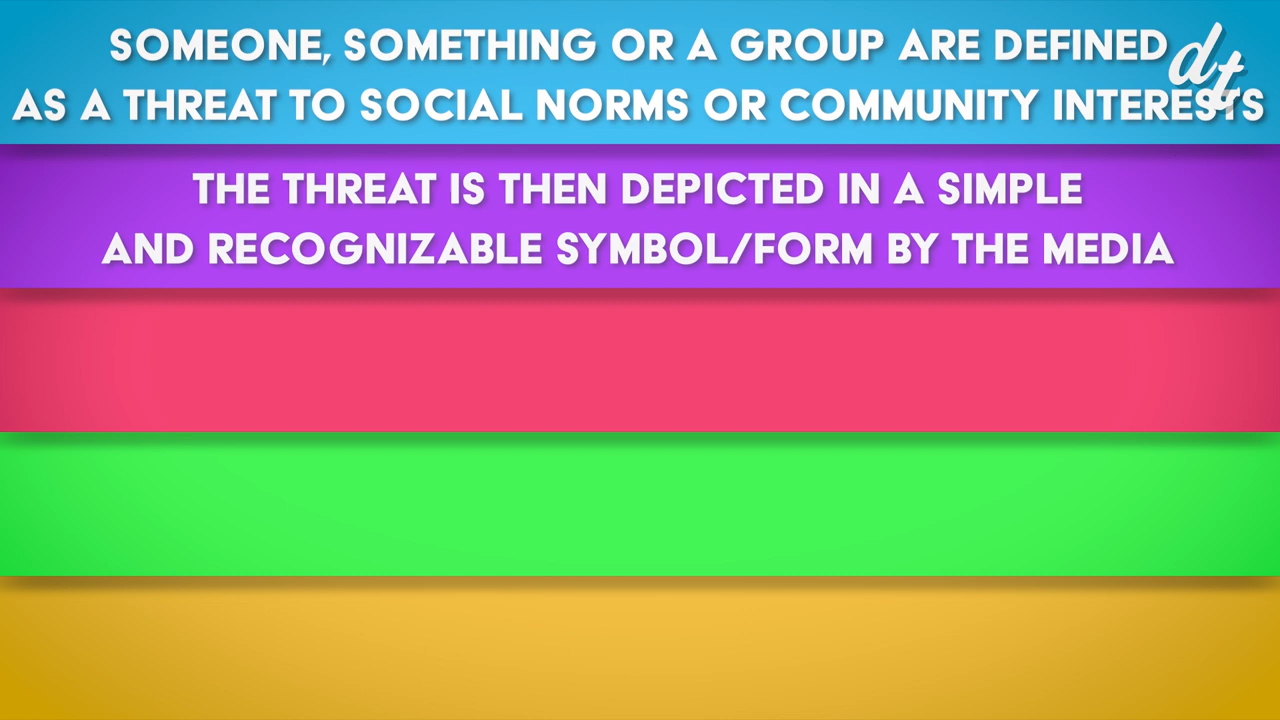 SOMEONE, SOMETHING OR A GROUP ARE DEFINED
AS A THREAT TO SOCIAL NORMS OR COMMUNITY INTERESTS
dt
THE THREAT IS THEN DEPICTED IN A SIMPLE
AND RECOGNIZABLE SYMBOL/FORM BY THE MEDIA